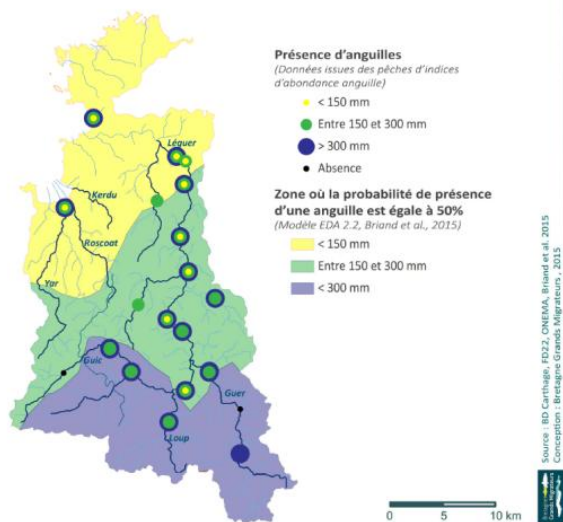 Présence d'anguilles
(Données issues des pêches d'indices
d'abondance anguille)
< 150 mm
Entre 150 et 300 mm
> 300 mm
Absence
Zone où la probabilité de présence
d'une anguille est égale à 50%
(Modèle EDA 2.2, Briand et al., 2015)
< 150 mm
Entre 150 et 300 mm
< 300 mm
Léguer
Kerdu
Roscoat
Yar
Guic
Guer
Loup
0 5 10 km
Source : BD Carthage, FD22, ONEMA, Briand et al. 2015
Conception : Bretagne Grands Migrateurs , 2015
Bretagne
Grands Migrateurs